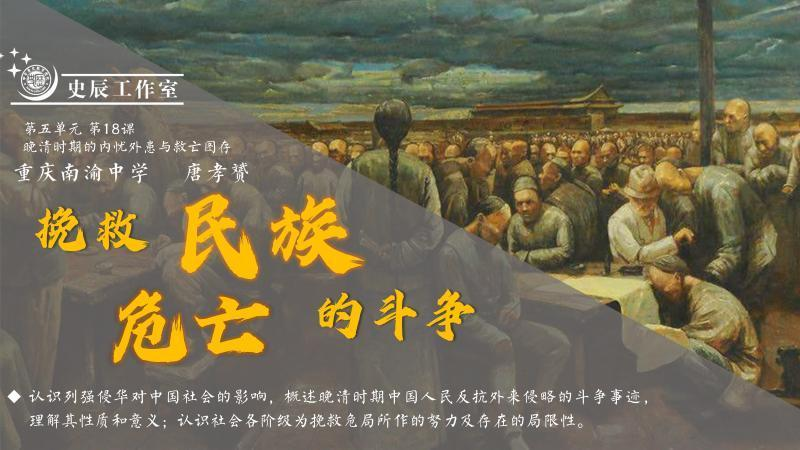 史辰工作室
第五单元 第18课
晚清时期的内忧外患与救亡图存
重庆南渝中学 唐孝赟
挽救民族
危亡的斗争
◆ 认识列强侵华对中国社会的影响，概述晚清时期中国人民反抗外来侵略的斗争事迹，
理解其性质和意义；认识社会各阶级为挽救危局所作的努力及存在的局限性。